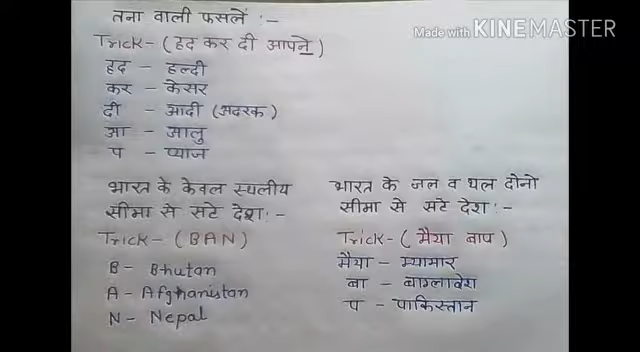 Made with KINEMASTER
तना वाली फसलें :-
Trick- (हद कर दी आपने)
हद - हल्दी
कर - केसर
दी - आदी (अदरक)
आ - आलु
प - प्याज
भारत के केवल स्थलीय
सीमा से सटे देश:-
Trick- (BAN)
B- Bhutan
A- Afghanistan
N- Nepal
भारत के जल व थल दोनो
सीमा से सटे देश:-
Trick- (मैया बाप)
मैया - म्यामार
बा - बाग्लादेश
प - पाकिस्तान